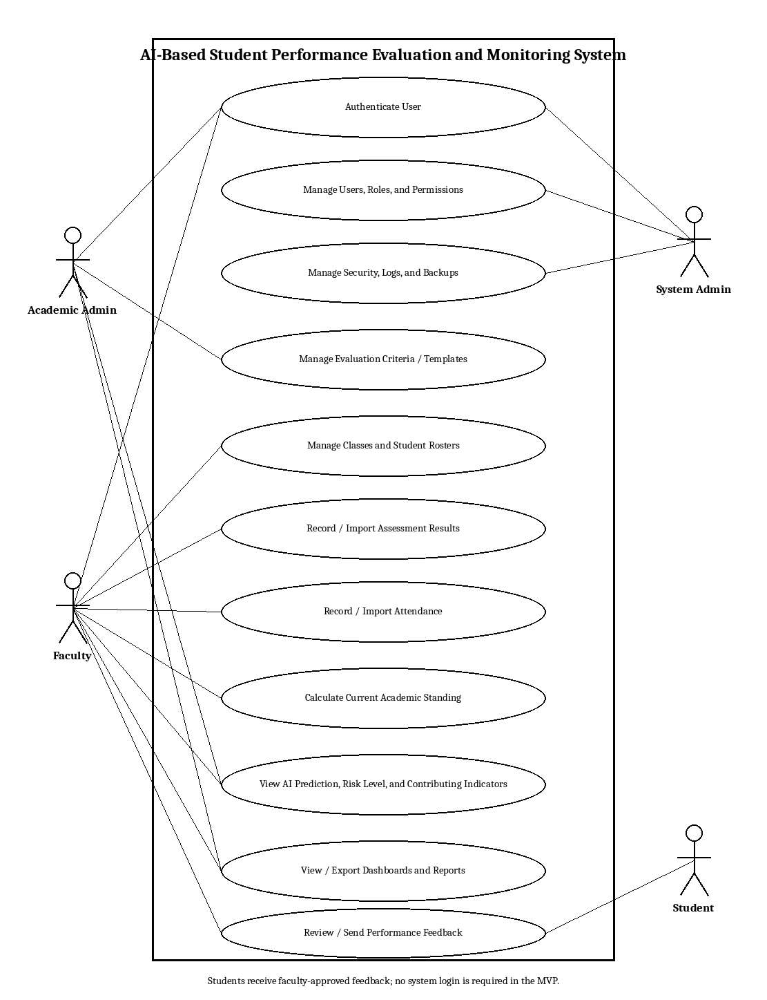 AI-Based Student Performance Evaluation and Monitoring System
Authenticate User
Manage Users, Roles, and Permissions
Manage Security, Logs, and Backups
System Admin
Academic Admin
Manage Evaluation Criteria / Templates
Manage Classes and Student Rosters
Record / Import Assessment Results
Record / Import Attendance
Faculty
Calculate Current Academic Standing
View AI Prediction, Risk Level, and Contributing Indicators
View / Export Dashboards and Reports
Student
Review / Send Performance Feedback
Students receive faculty-approved feedback; no system login is required in the MVP.